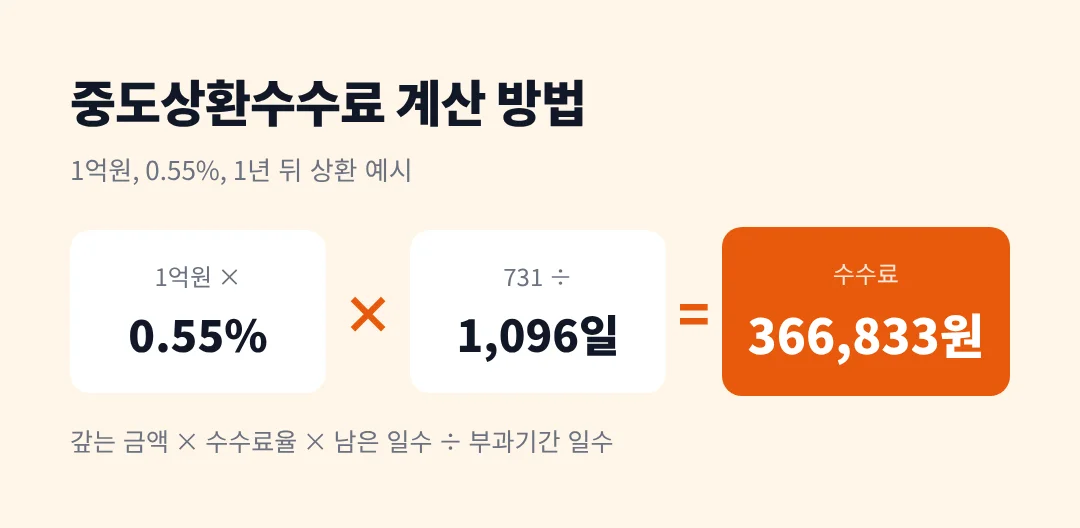 중도상환수수료 계산 방법
1억원, 0.55%, 1년 뒤 상환 예시
1억원 ×
0.55%
×
731 ÷
1,096일
=
수수료
366,833원
갚는 금액 × 수수료율 × 남은 일수 ÷ 부과기간 일수